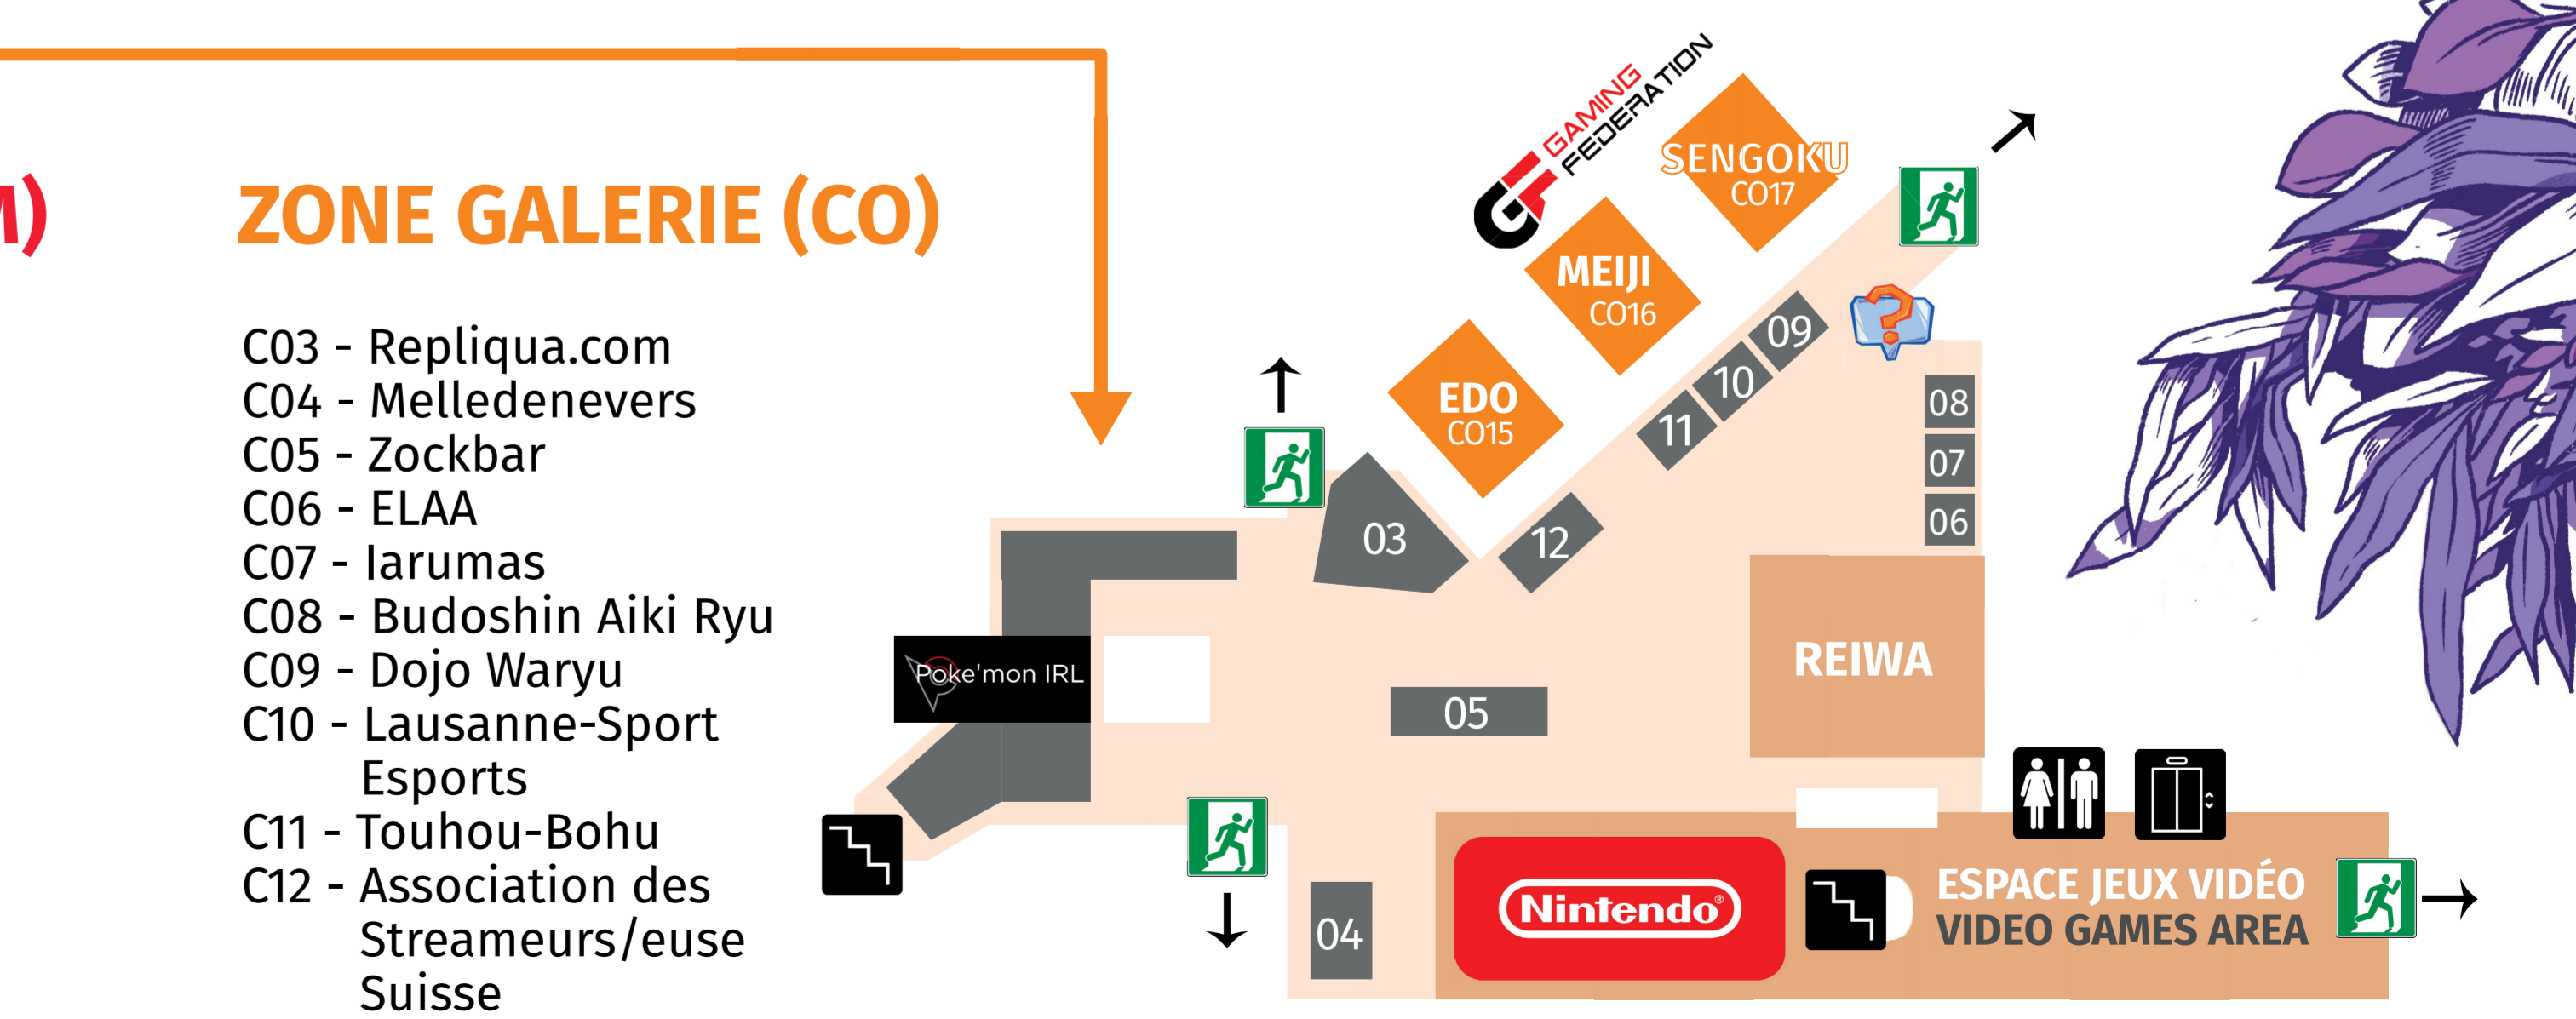 M)
ZONE GALERIE (CO)
C03 - Repliqua.com
C04 - Melledenevers
C05 - Zockbar
C06 - ELAA
C07 - Iarumas
C08 - Budoshin Aiki Ryu
C09 - Dojo Waryu
C10 - Lausanne-Sport
Esports
C11 - Touhou-Bohu
C12 - Association des
Streameurs/euse
Suisse
GF GAMING
FEDERATION
SENGOKU
CO17
MEIJI
CO16
EDO
CO15
09
10
11
12
08
07
06
03
Poke'mon IRL
05
REIWA
04
Nintendo®
ESPACE JEUX VIDÉO
VIDEO GAMES AREA
?